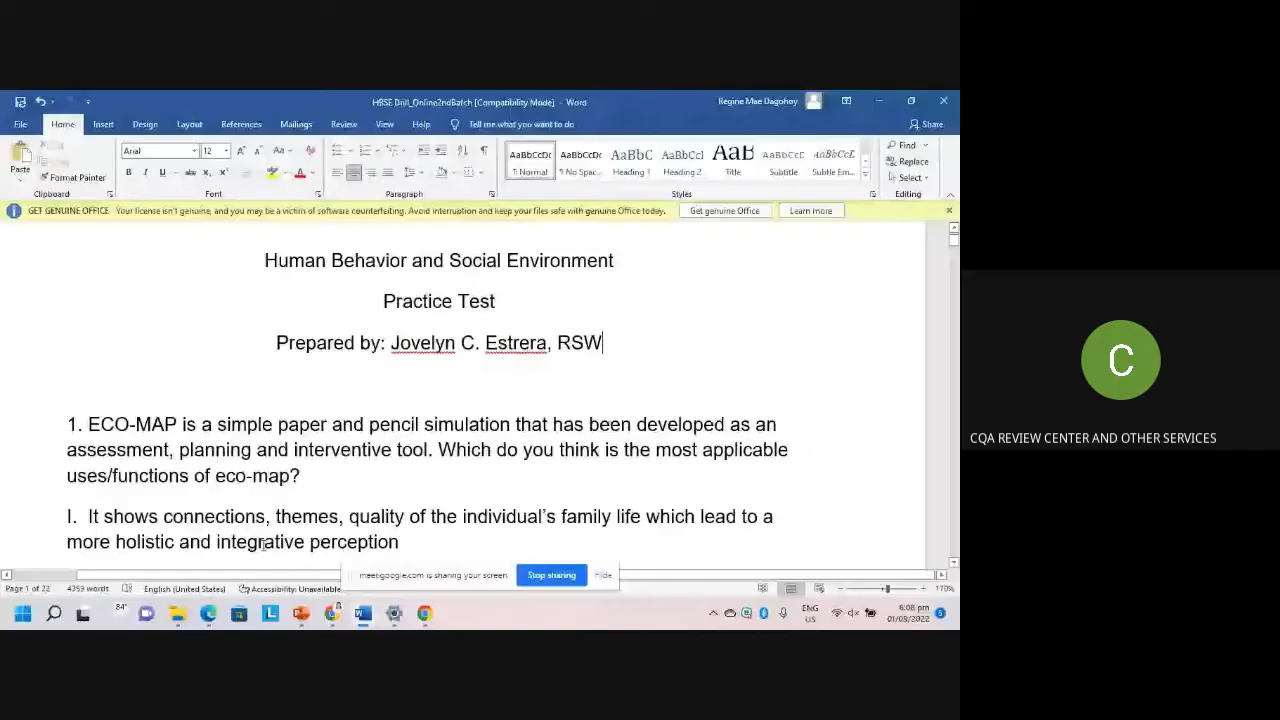 HBSE Drill_Online2ndBatch [Compatibility Mode] - Word
Regine Mae Dagohoy
File Home Insert Design Layout References Mailings Review View Help Tell me what you want to do Share
Arial 12
AaBbCcDc AaBbCcDc AaBbC AaBbCcI AaB AaBbCcD AaBbCcE
Find
Paste
Replace
Format Painter
¶ Normal ¶ No Spac... Heading 1 Heading 2 Title Subtitle Subtle Em...
Select
Clipboard Font Paragraph Styles Editing
GET GENUINE OFFICE Your license isn't genuine, and you may be a victim of software counterfeiting. Avoid interruption and keep your files safe with genuine Office today. Get genuine Office Learn more
Human Behavior and Social Environment
Practice Test
Prepared by: Jovelyn C. Estrera, RSW
1. ECO-MAP is a simple paper and pencil simulation that has been developed as an
assessment, planning and interventive tool. Which do you think is the most applicable
uses/functions of eco-map?
I. It shows connections, themes, quality of the individual's family life which lead to a
more holistic and integrative perception
meet.google.com is sharing your screen Stop sharing Hide
Page 1 of 22 4359 words English (United States) Accessibility: Unavailable 170%
84°
ENG
US
6:08 pm
01/08/2022
C
CQA REVIEW CENTER AND OTHER SERVICES